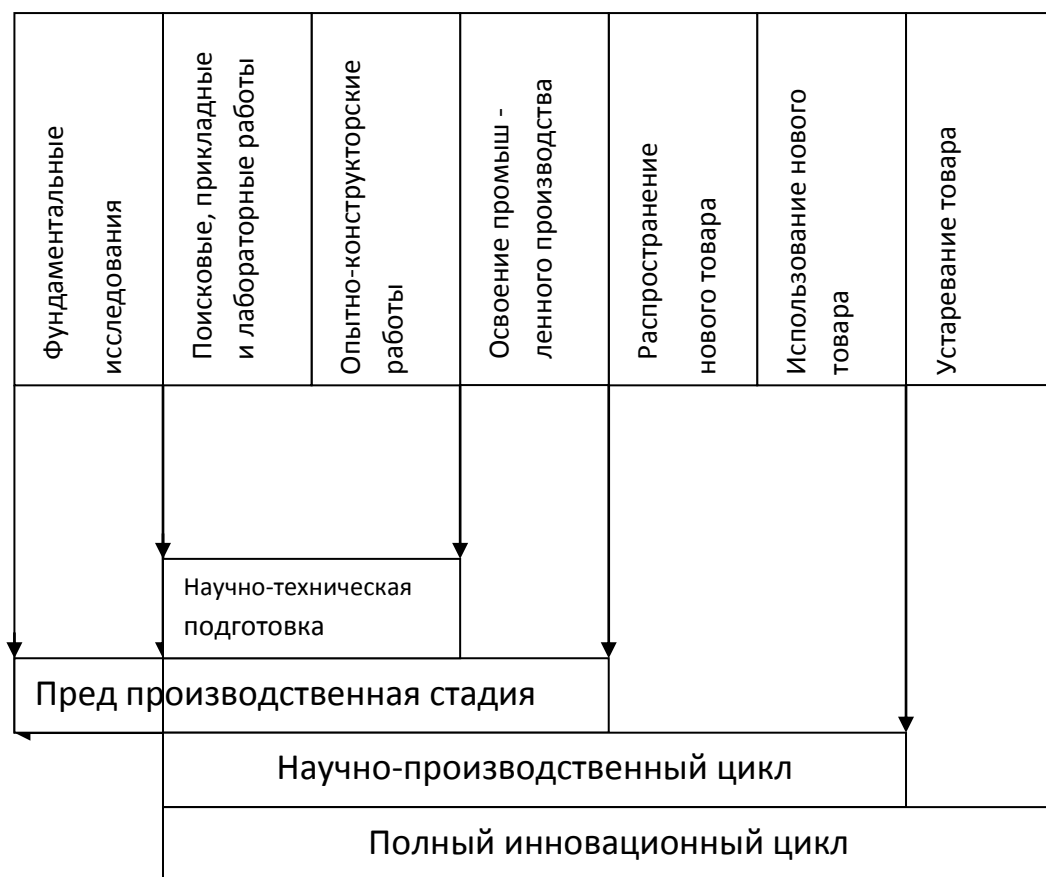 Фундаментальные
исследования
Поисковые, прикладные
и лабораторные работы
Опытно-конструкторские
работы
Освоение промыш -
ленного производства
Распространение
нового товара
Использование нового
товара
Устаревание товара
Научно-техническая
подготовка
Пред производственная стадия
Научно-производственный цикл
Полный инновационный цикл